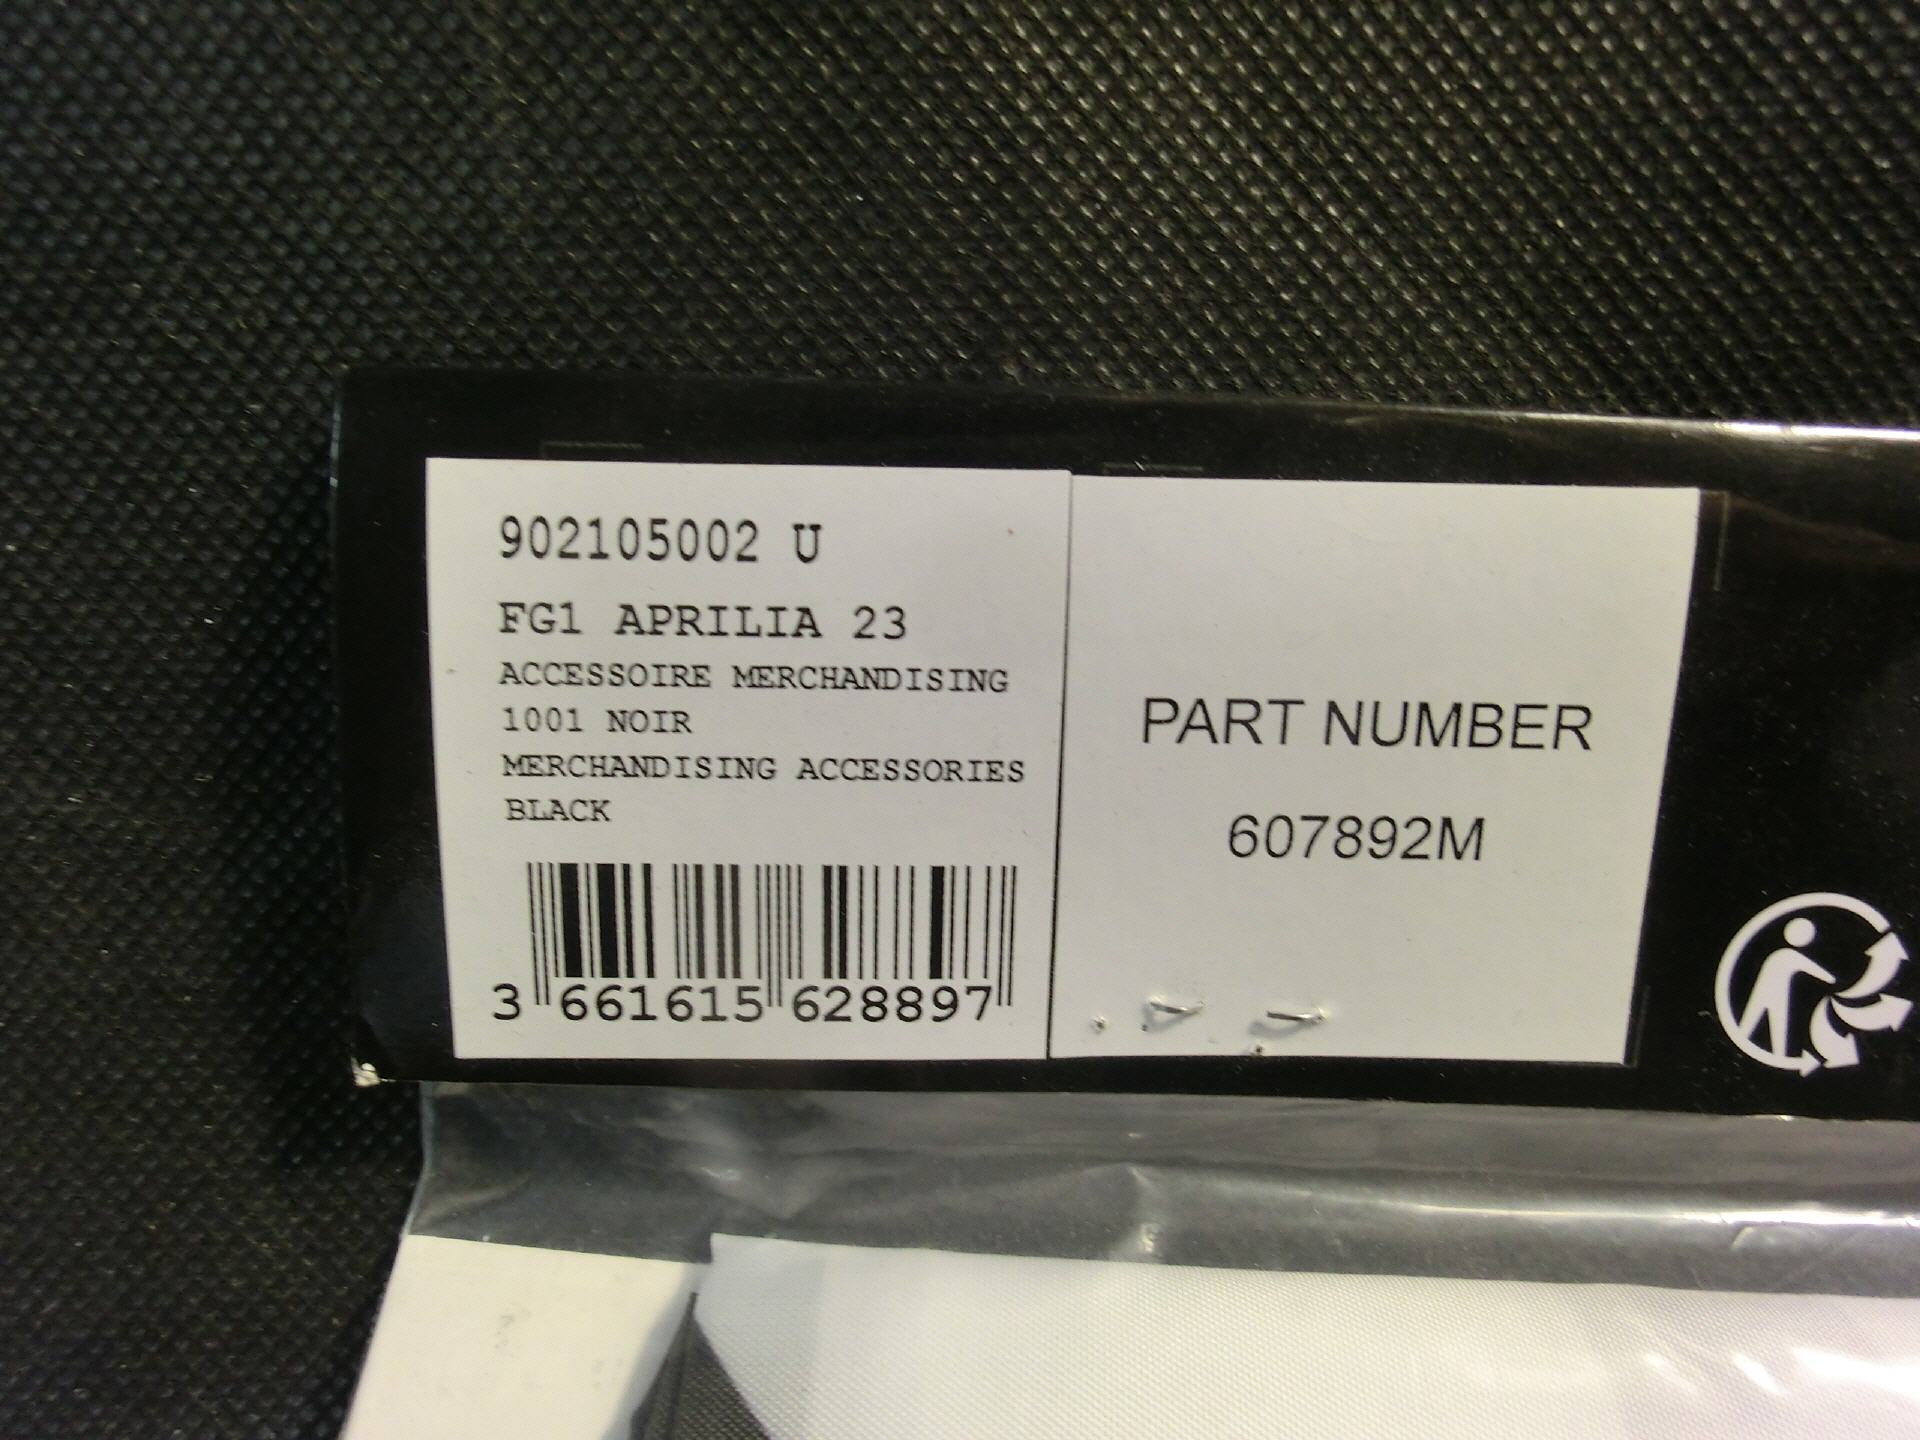 902105002 U
FG1 APRILIA 23
ACCESSOIRE MERCHANDISING
1001 NOIR
MERCHANDISING ACCESSORIES
BLACK
3 661615 628897
PART NUMBER
607892M